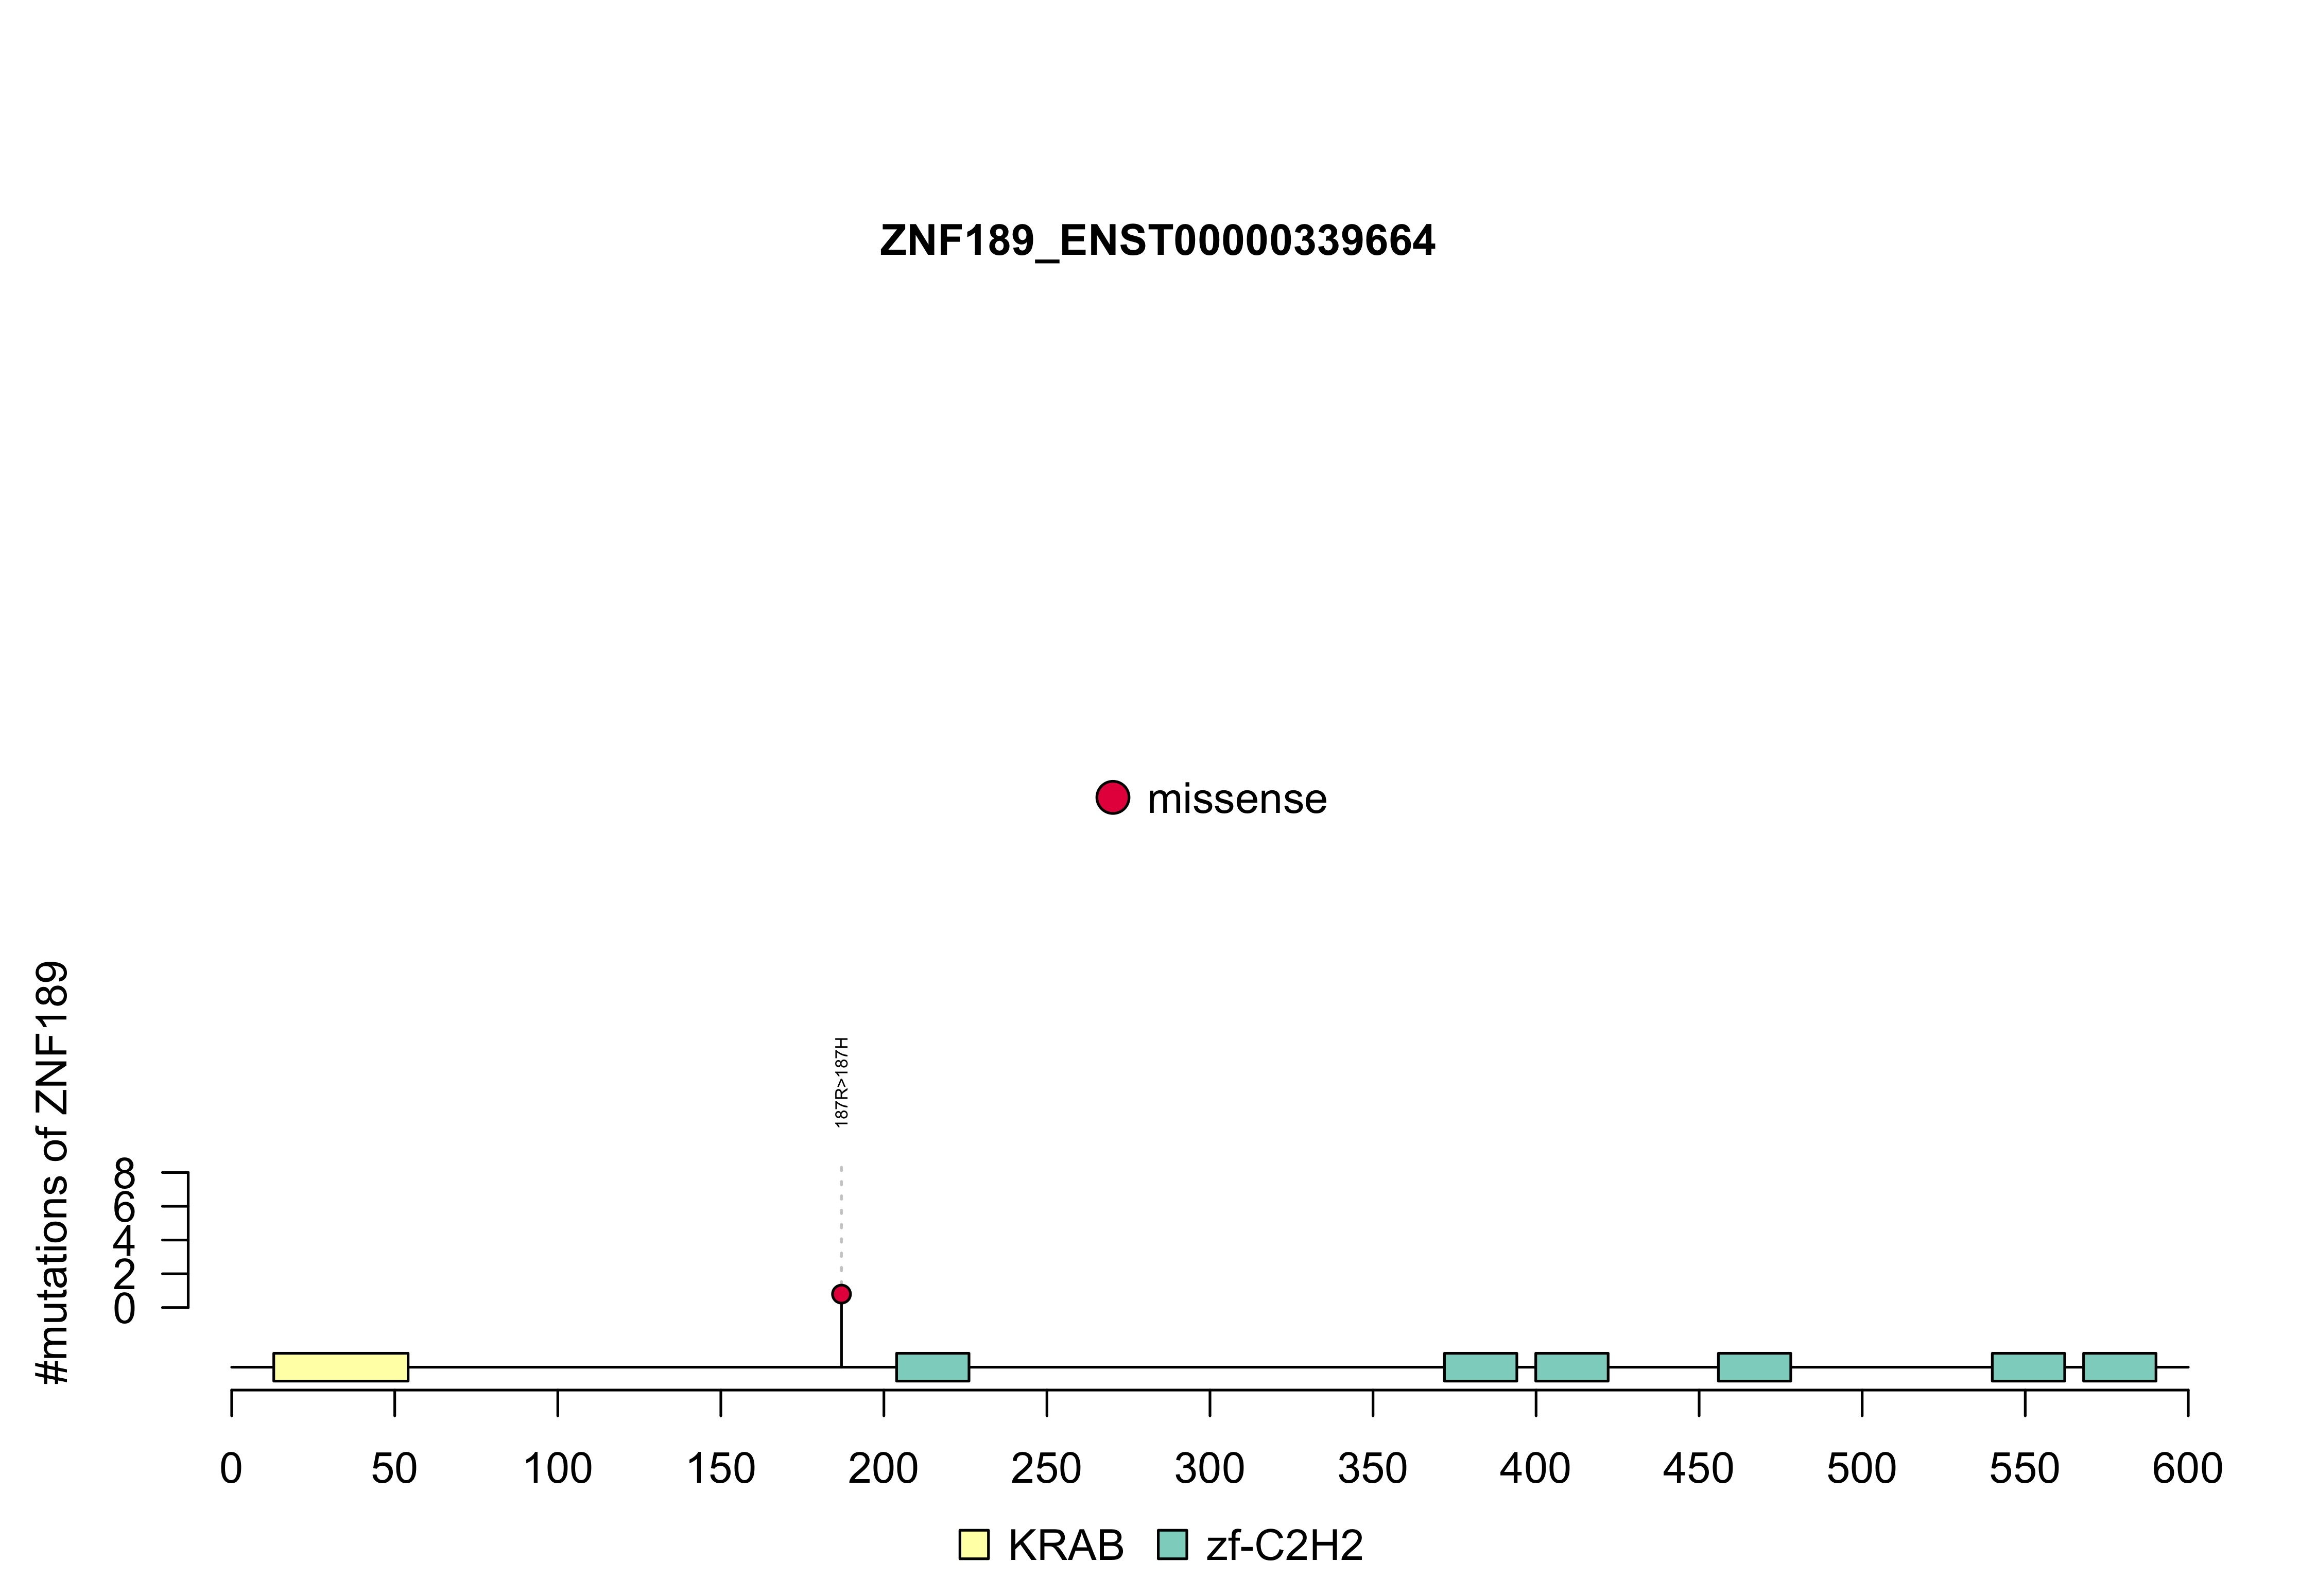 ZNF189_ENST00000339664
missense
#mutations of ZNF189
187R>187H
8
6
4
2
0
0 50 100 150 200 250 300 350 400 450 500 550 600
KRAB zf-C2H2